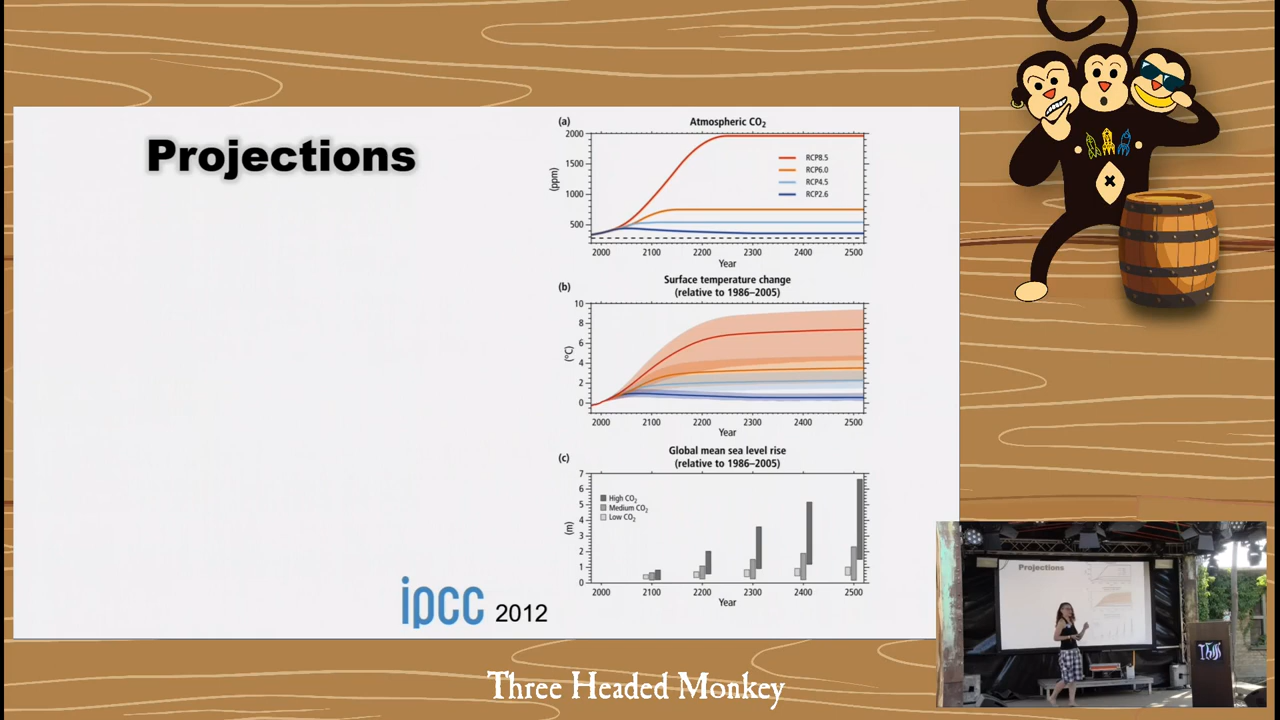 Projections
(a)
Atmospheric CO2
2000
1500
1000
500
(ppm)
RCP8.5
RCP6.0
RCP4.5
RCP2.6
2000 2100 2200 2300 2400 2500
Year
(b)
Surface temperature change
(relative to 1986–2005)
10
8
6
4
2
0
(°C)
2000 2100 2200 2300 2400 2500
Year
(c)
Global mean sea level rise
(relative to 1986–2005)
7
6
5
4
3
2
1
0
(m)
High CO2
Medium CO2
Low CO2
2000 2100 2200 2300 2400 2500
Year
ipcc 2012
Projections
Three Headed Monkey